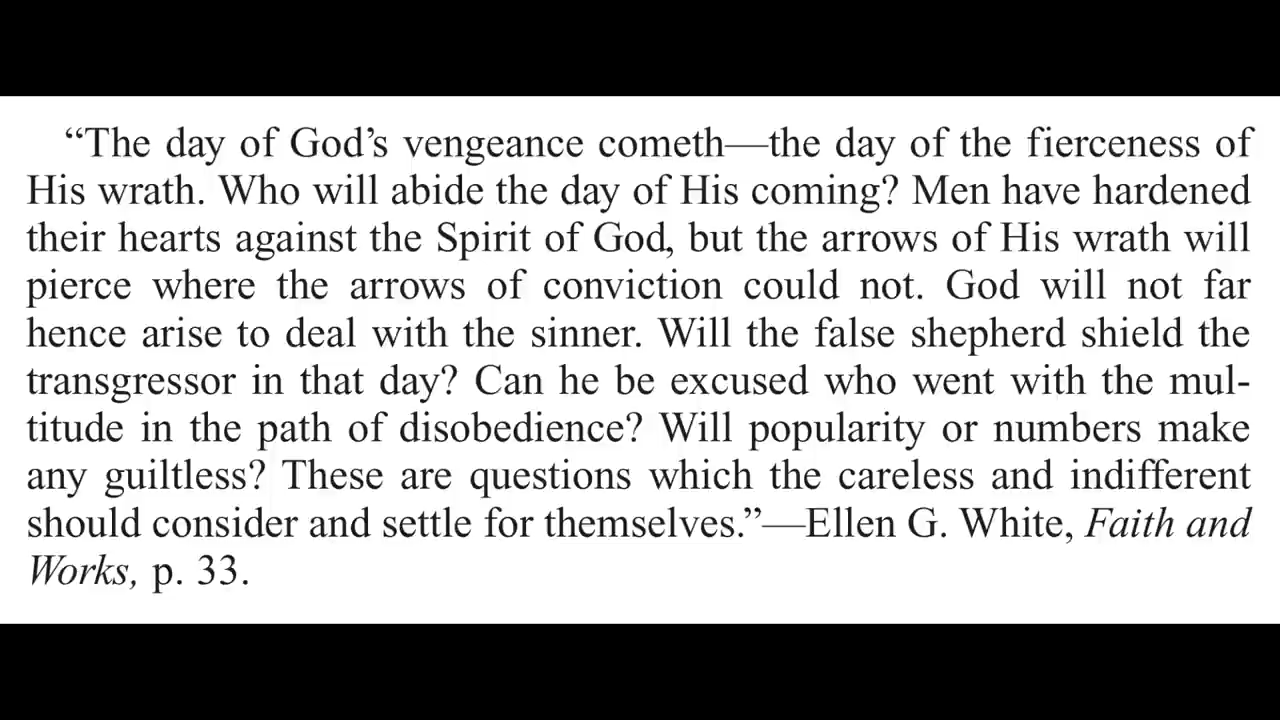 “The day of God’s vengeance cometh—the day of the fierceness of
His wrath. Who will abide the day of His coming? Men have hardened
their hearts against the Spirit of God, but the arrows of His wrath will
pierce where the arrows of conviction could not. God will not far
hence arise to deal with the sinner. Will the false shepherd shield the
transgressor in that day? Can he be excused who went with the mul-
titude in the path of disobedience? Will popularity or numbers make
any guiltless? These are questions which the careless and indifferent
should consider and settle for themselves.”—Ellen G. White, Faith and
Works, p. 33.